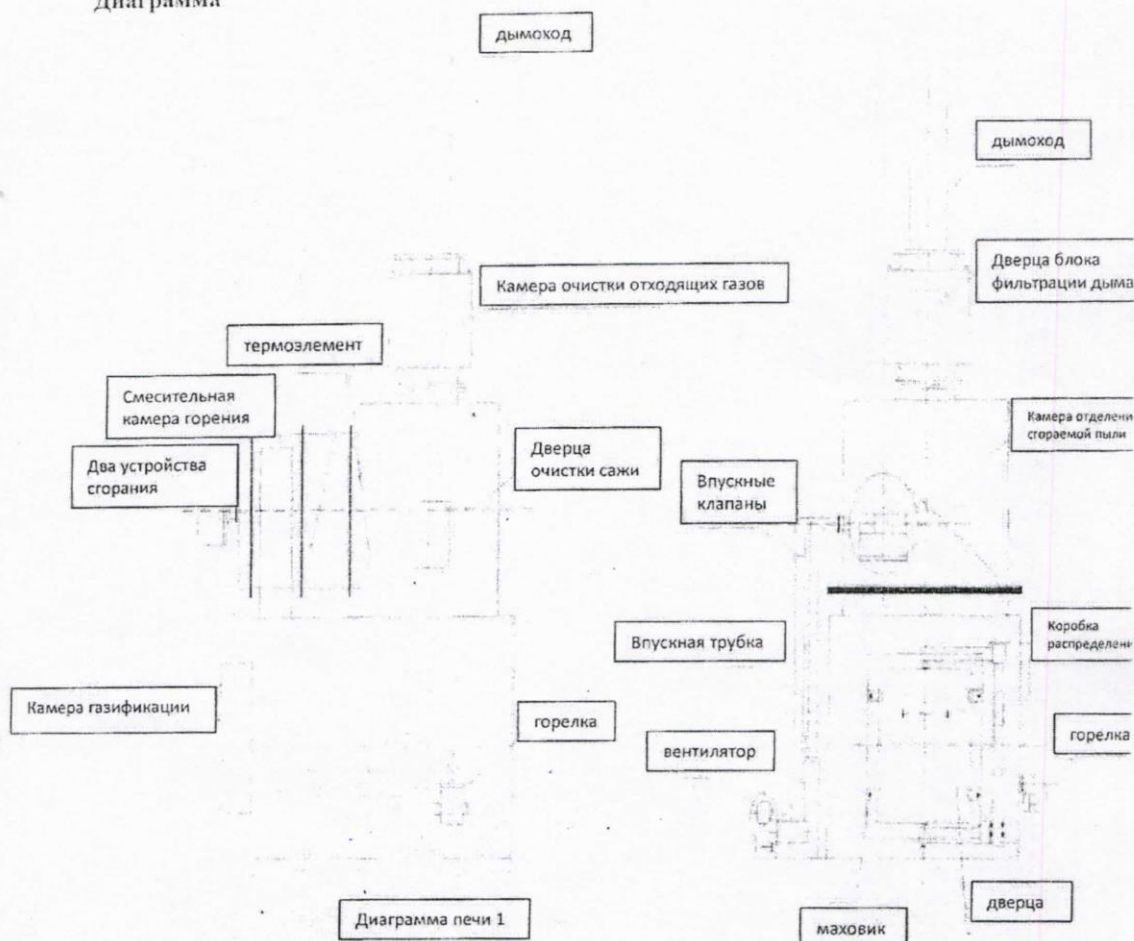 Диаграмма
дымоход
дымоход
Камера очистки отходящих газов
Дверца блока
фильтрации дыма
термоэлемент
Смесительная
камера горения
Два устройства
сгорания
Дверца
очистки сажи
Впускные
клапаны
Камера отделени
сгораемой пыли
Впускная трубка
Коробка
распределени
Камера газификации
горелка
вентилятор
горелка
Диаграмма печи 1
маховик
дверца